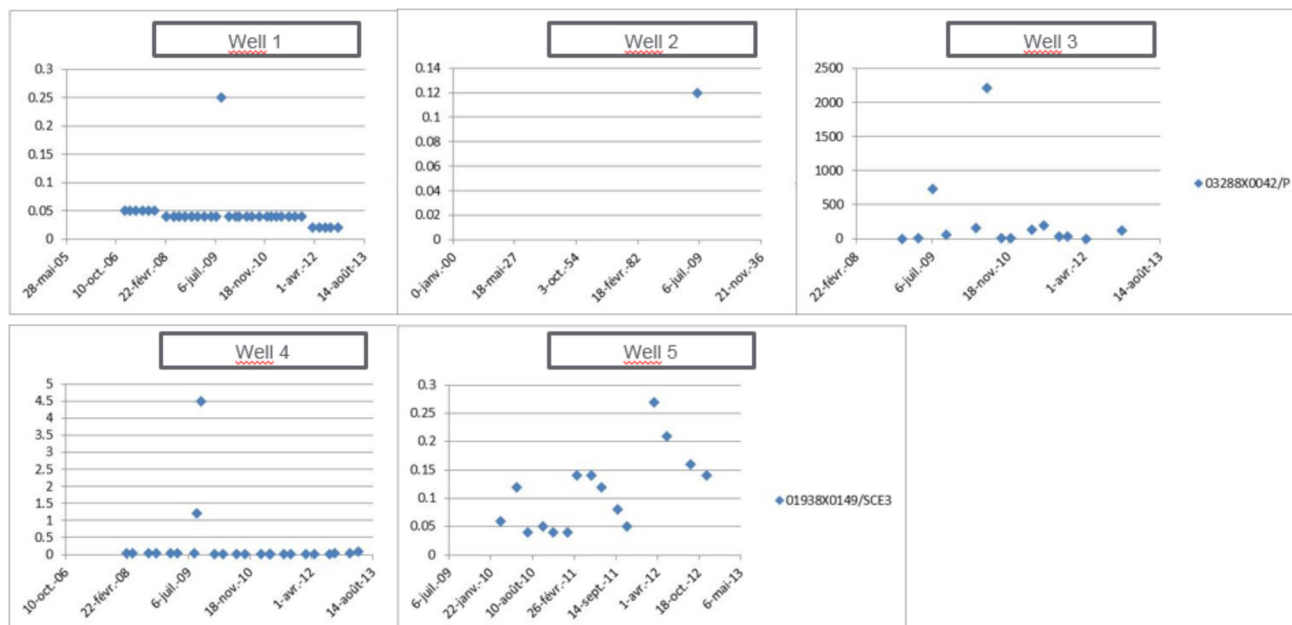 Well 1
0.3
0.25
0.2
0.15
0.1
0.05
0
28-mai-05
10-oct.-06
22-févr.-08
6-juil.-09
18-nov.-10
1-avr.-12
14-août-13
Well 2
0.14
0.12
0.1
0.08
0.06
0.04
0.02
0
0-janv.-00
18-mai-27
3-oct.-54
18-févr.-82
6-juil.-09
21-nov.-36
Well 3
2500
2000
1500
1000
500
0
22-févr.-08
6-juil.-09
18-nov.-10
1-avr.-12
14-août-13
03288X0042/P
Well 4
5
4.5
4
3.5
3
2.5
2
1.5
1
0.5
0
10-oct.-06
22-févr.-08
6-juil.-09
18-nov.-10
1-avr.-12
14-août-13
Well 5
0.3
0.25
0.2
0.15
0.1
0.05
0
6-juil.-09
22-janv.-10
10-août-10
26-févr.-11
14-sept.-11
1-avr.-12
18-oct.-12
6-mai-13
01938X0149/SCE3